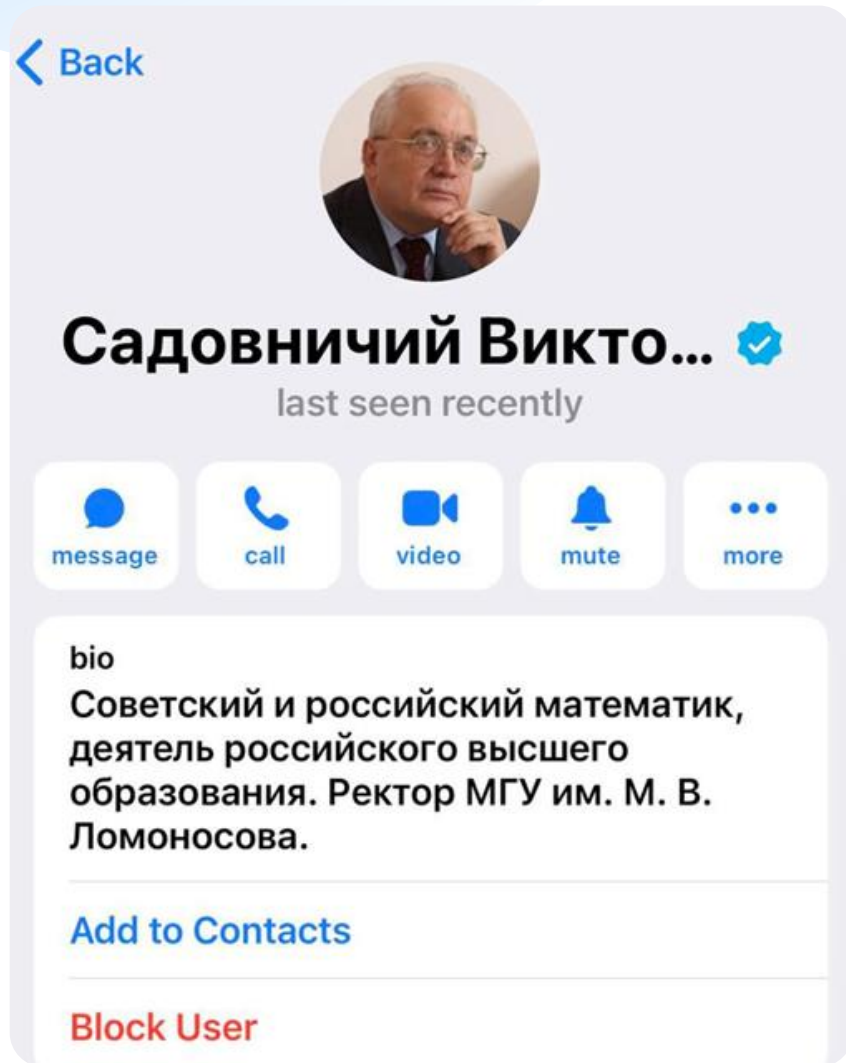 Back
Садовничий Викто...
last seen recently
message call video mute more
bio
Советский и российский математик,
деятель российского высшего
образования. Ректор МГУ им. М. В.
Ломоносова.
Add to Contacts
Block User